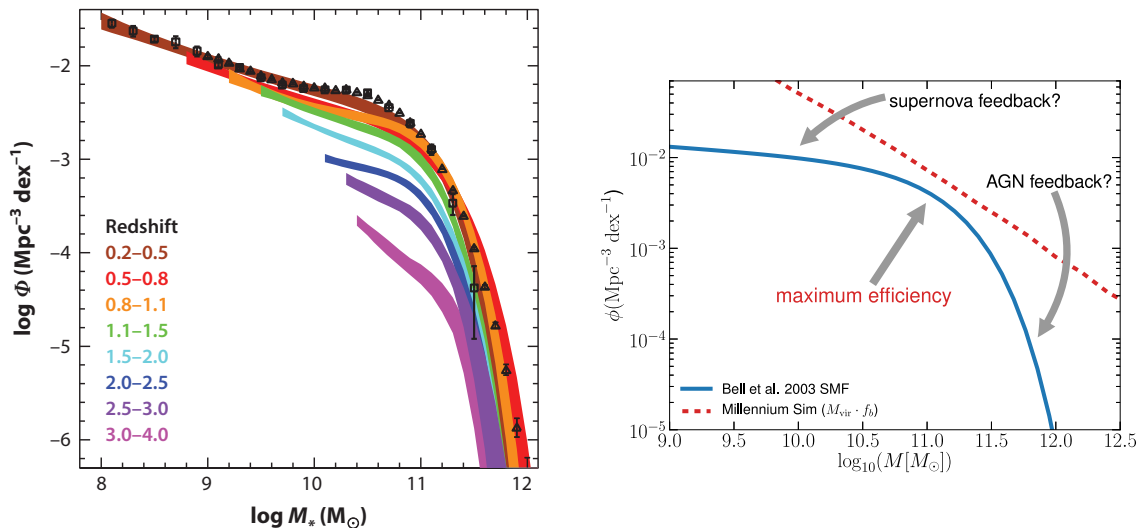 log Φ (Mpc⁻³ dex⁻¹)
−2
−3
−4
−5
−6
Redshift
0.2–0.5
0.5–0.8
0.8–1.1
1.1–1.5
1.5–2.0
2.0–2.5
2.5–3.0
3.0–4.0
8 9 10 11 12
log M* (M⊙)
ϕ(Mpc⁻³ dex⁻¹)
10⁻²
10⁻³
10⁻⁴
10⁻⁵
supernova feedback?
AGN feedback?
maximum efficiency
Bell et al. 2003 SMF
Millennium Sim (Mvir · fb)
9.0 9.5 10.0 10.5 11.0 11.5 12.0 12.5
log₁₀(M[M⊙])